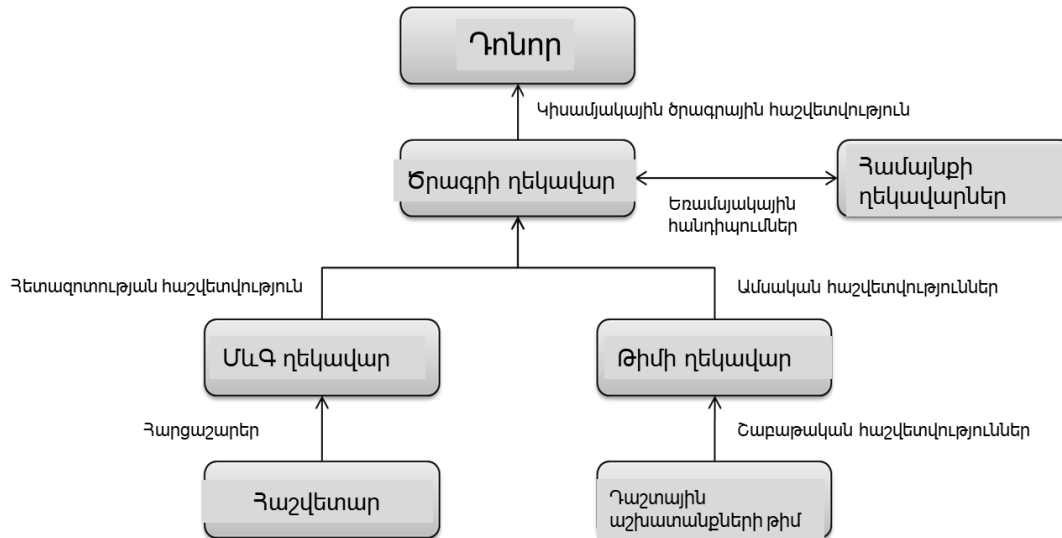 Դոնոր
Կիսամյակային ծրագրային հաշվետվություն
Ծրագրի ղեկավար
Համայնքի
ղեկավարներ
Եռամսյակային
հանդիպումներ
Հետազոտության հաշվետվություն
Ամսական հաշվետվություններ
ՄևԳ ղեկավար
Թիմի ղեկավար
Հարցաշարեր
Շաբաթական հաշվետվություններ
Հաշվետար
Դաշտային
աշխատանքների թիմ